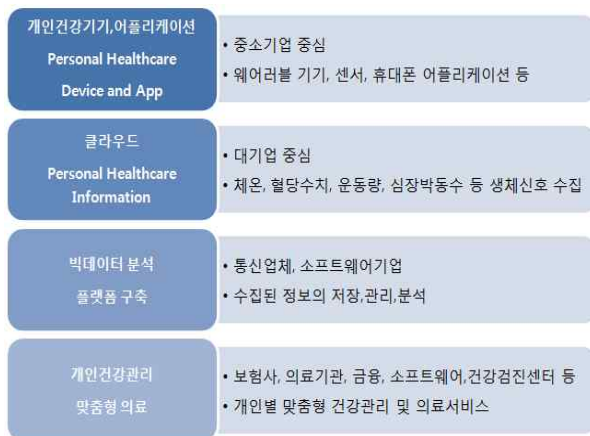 개인건강기기,어플리케이션
Personal Healthcare
Device and App
• 중소기업 중심
• 웨어러블 기기, 센서, 휴대폰 어플리케이션 등
클라우드
Personal Healthcare
Information
• 대기업 중심
• 체온, 혈당수치, 운동량, 심장박동수 등 생체신호 수집
빅데이터 분석
플랫폼 구축
• 통신업체, 소프트웨어기업
• 수집된 정보의 저장,관리,분석
개인건강관리
맞춤형 의료
• 보험사, 의료기관, 금융, 소프트웨어,건강검진센터 등
• 개인별 맞춤형 건강관리 및 의료서비스